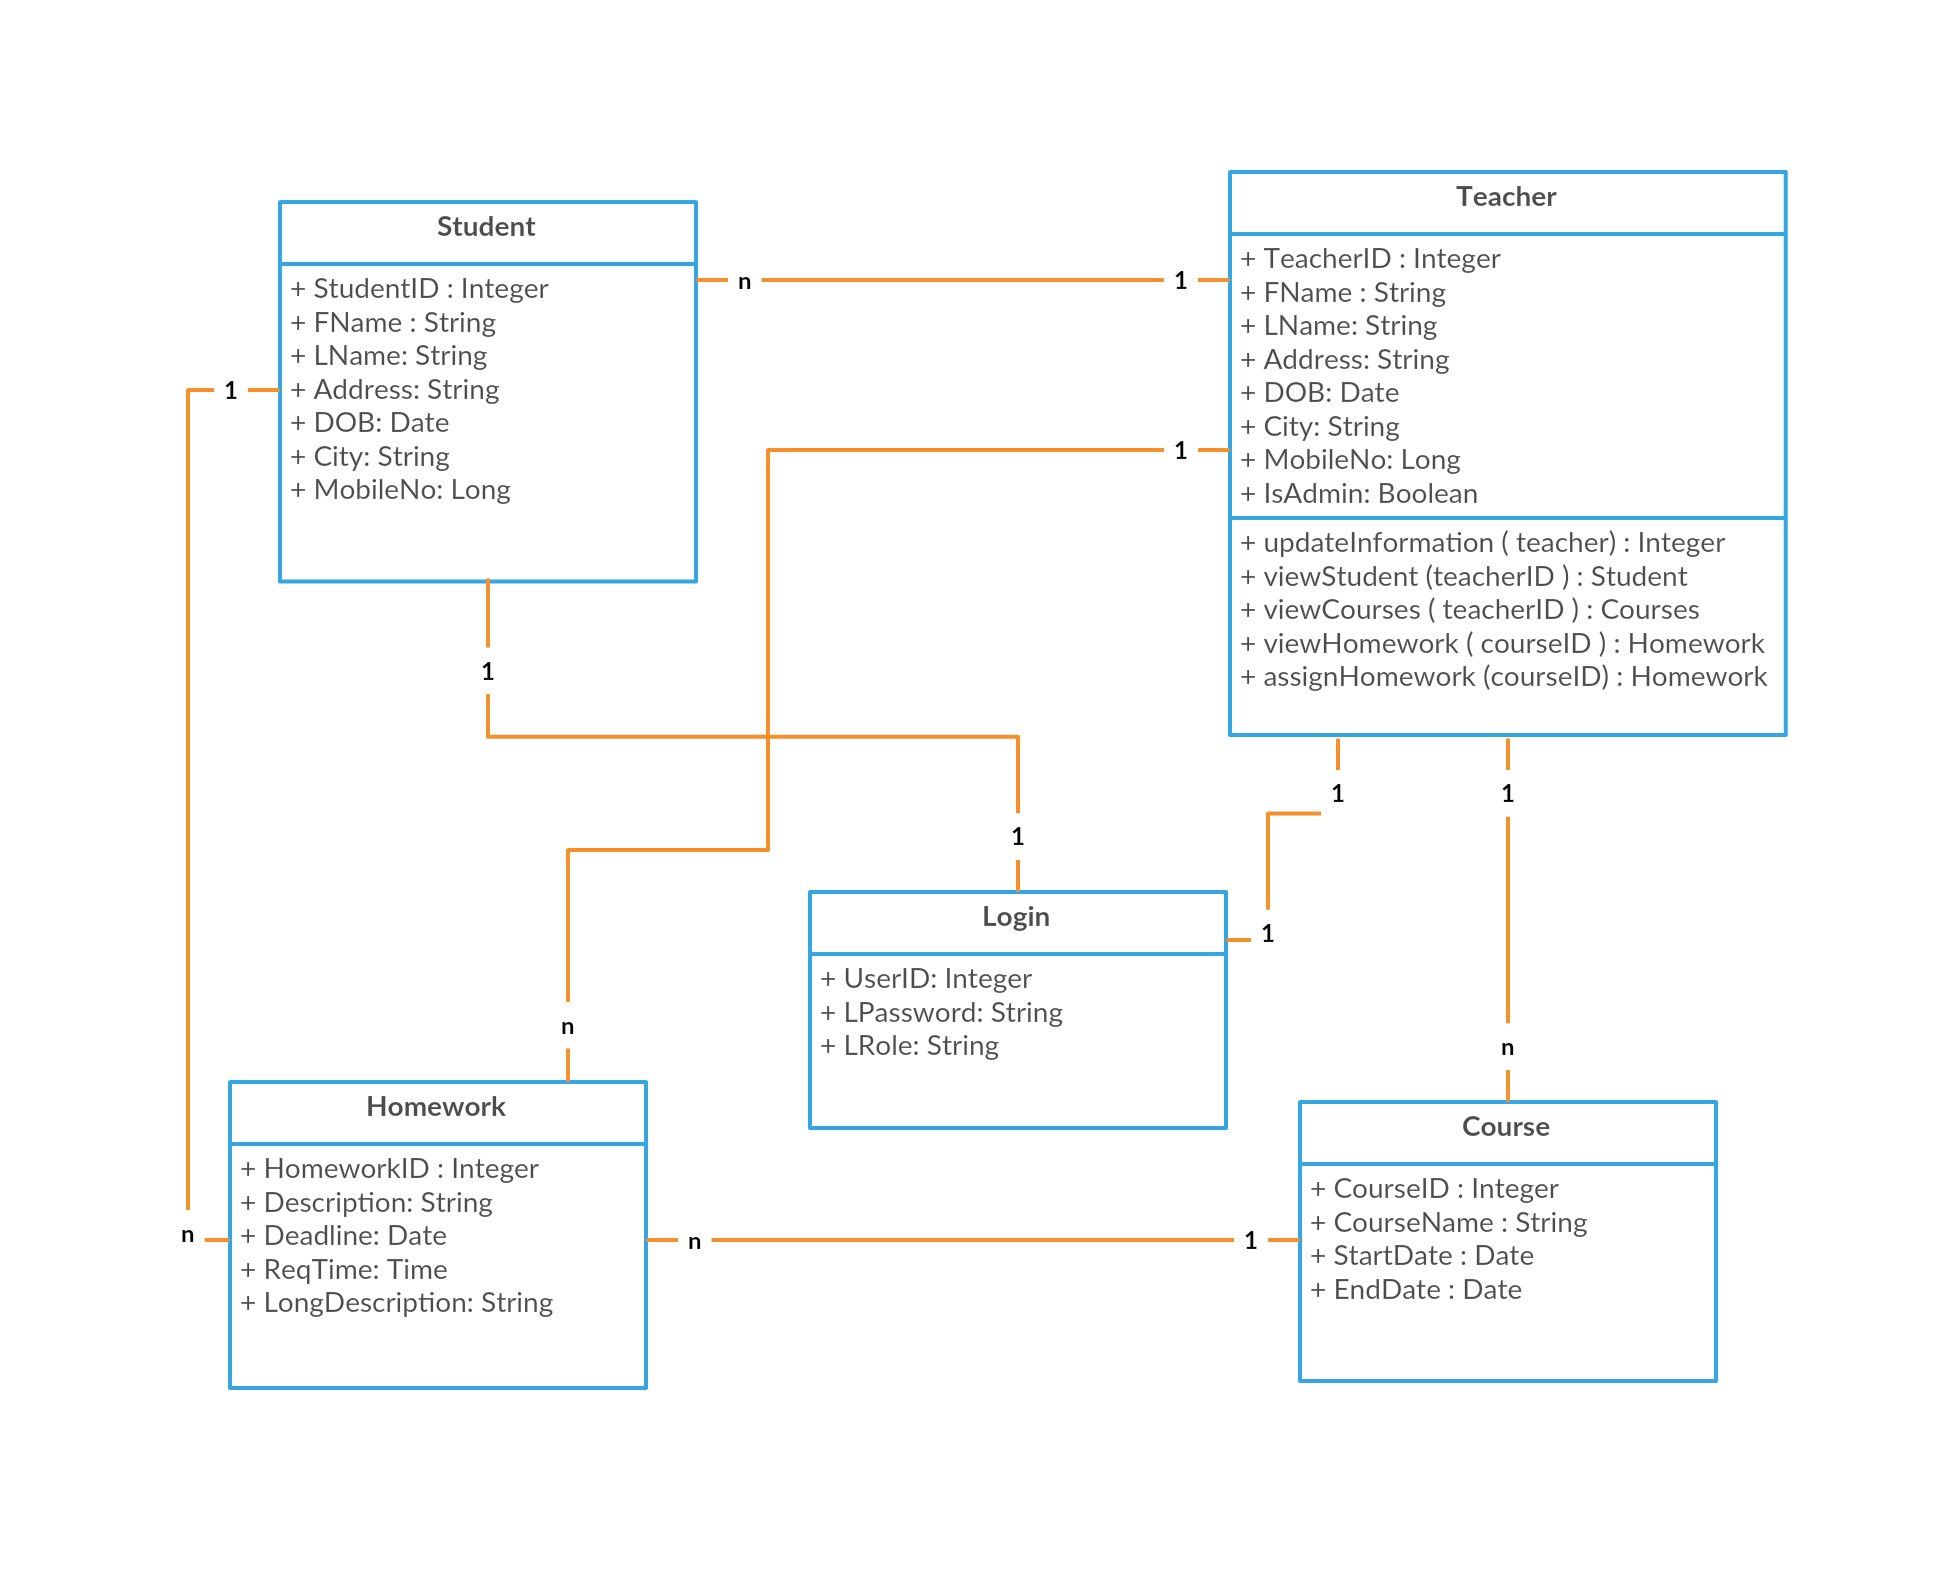 Student
+ StudentID : Integer
+ FName : String
+ LName: String
+ Address: String
+ DOB: Date
+ City: String
+ MobileNo: Long
Teacher
+ TeacherID : Integer
+ FName : String
+ LName: String
+ Address: String
+ DOB: Date
+ City: String
+ MobileNo: Long
+ IsAdmin: Boolean
+ updateInformation ( teacher) : Integer
+ viewStudent (teacherID ) : Student
+ viewCourses ( teacherID ) : Courses
+ viewHomework ( courseID ) : Homework
+ assignHomework (courseID) : Homework
n
1
1
1
1
1
1
1
1
n
n
n
Login
+ UserID: Integer
+ LPassword: String
+ LRole: String
Homework
+ HomeworkID : Integer
+ Description: String
+ Deadline: Date
+ ReqTime: Time
+ LongDescription: String
n
1
Course
+ CourseID : Integer
+ CourseName : String
+ StartDate : Date
+ EndDate : Date